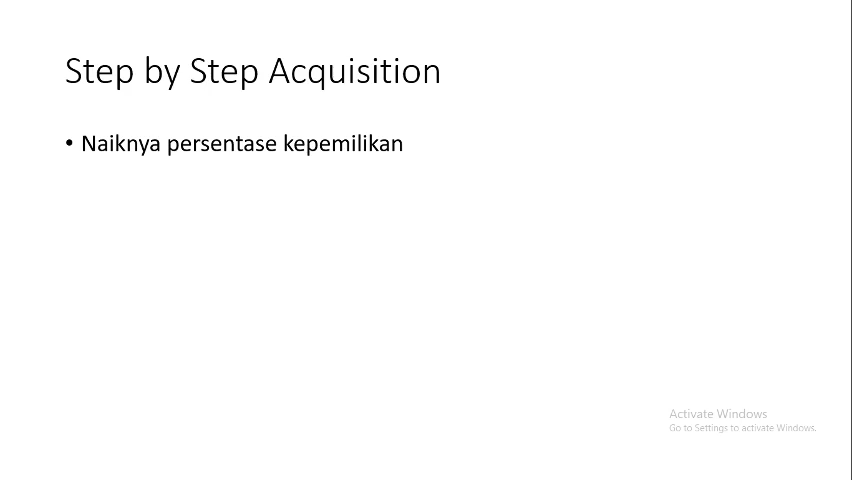 Step by Step Acquisition
• Naiknya persentase kepemilikan
Activate Windows
Go to Settings to activate Windows.